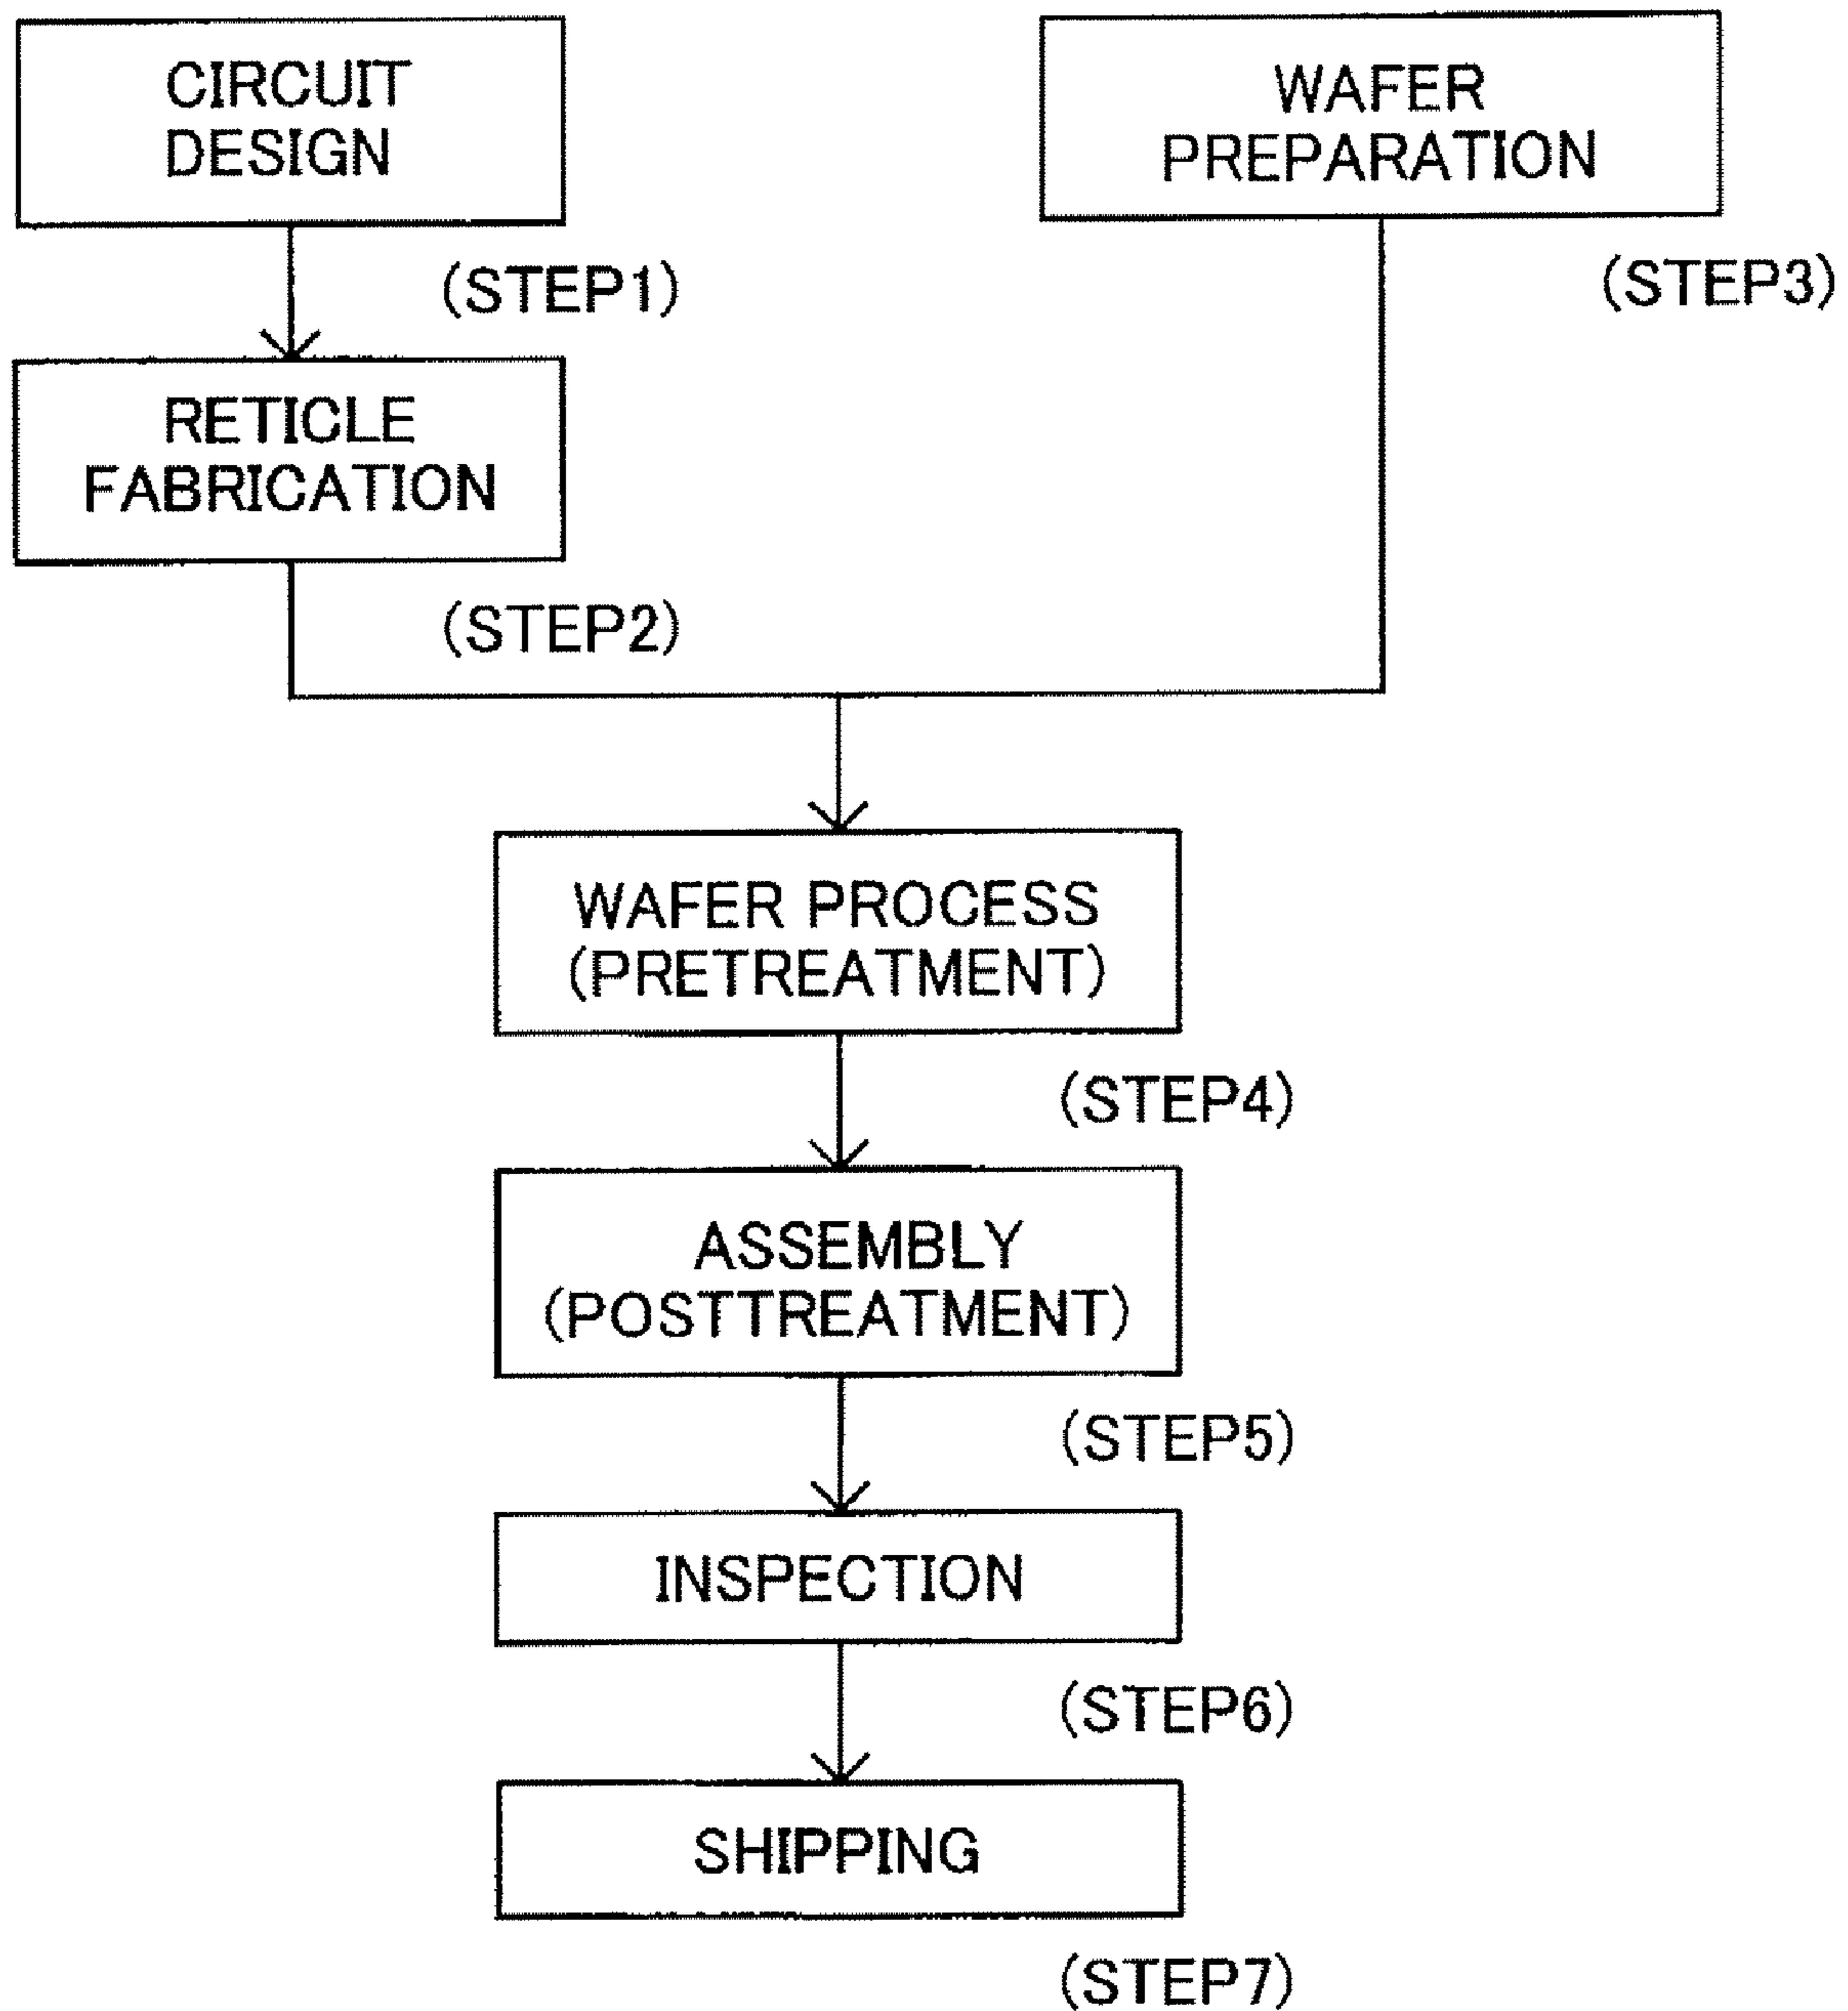 CIRCUIT
DESIGN
(STEP1)
RETICLE
FABRICATION
(STEP2)
WAFER
PREPARATION
(STEP3)
WAFER PROCESS
(PRETREATMENT)
(STEP4)
ASSEMBLY
(POSTTREATMENT)
(STEP5)
INSPECTION
(STEP6)
SHIPPING
(STEP7)